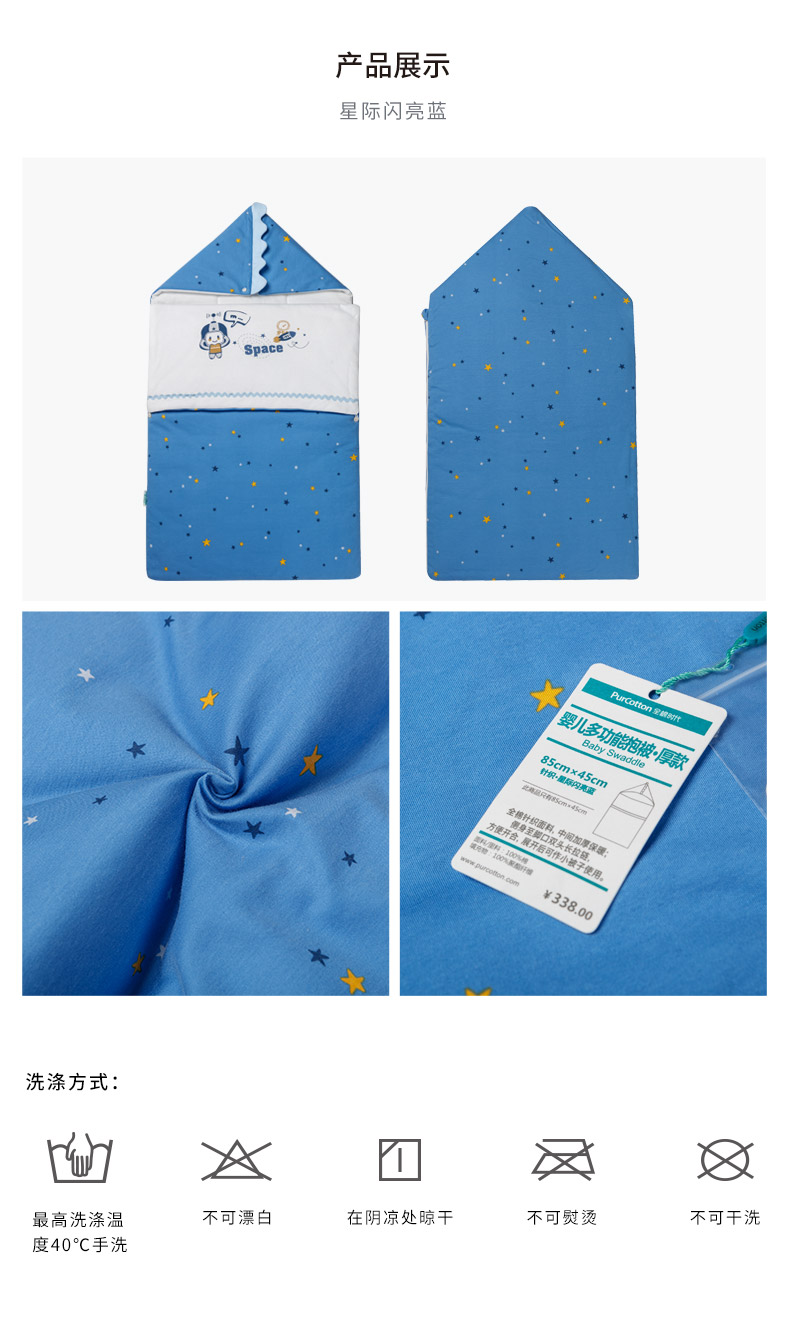 产品展示
星际闪亮蓝
Space
PurCotton 全棉时代
婴儿多功能抱被·厚款
Baby Swaddle
85cm×45cm
针织·星际闪亮蓝
此商品只有85cm×45cm
全棉针织面料，中间加厚保暖；
侧身至脚口双头长拉链，
方便开合，展开后可作小被子使用。
面料/里料：100%棉
填充物：100%聚酯纤维
www.purcotton.com
¥338.00
洗涤方式：
最高洗涤温
度40℃手洗
不可漂白
在阴凉处晾干
不可熨烫
不可干洗